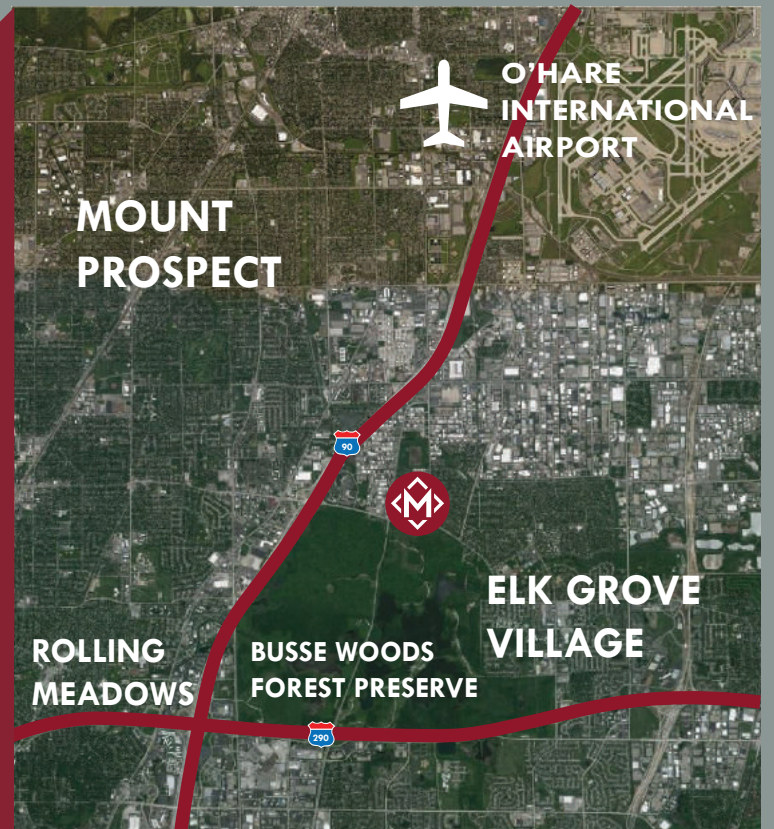 O'HARE
INTERNATIONAL
AIRPORT
MOUNT
PROSPECT
90
M
ELK GROVE
VILLAGE
ROLLING
MEADOWS
BUSSE WOODS
FOREST PRESERVE
290